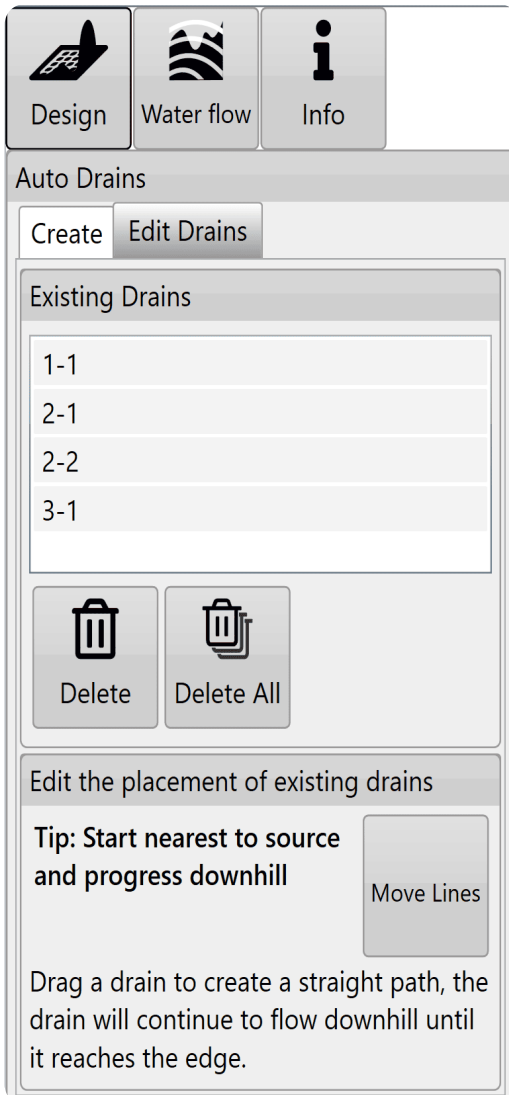 Design
Water flow
Info
Auto Drains
Create
Edit Drains
Existing Drains
1-1
2-1
2-2
3-1
Delete
Delete All
Edit the placement of existing drains
Tip: Start nearest to source
and progress downhill
Move Lines
Drag a drain to create a straight path, the
drain will continue to flow downhill until
it reaches the edge.